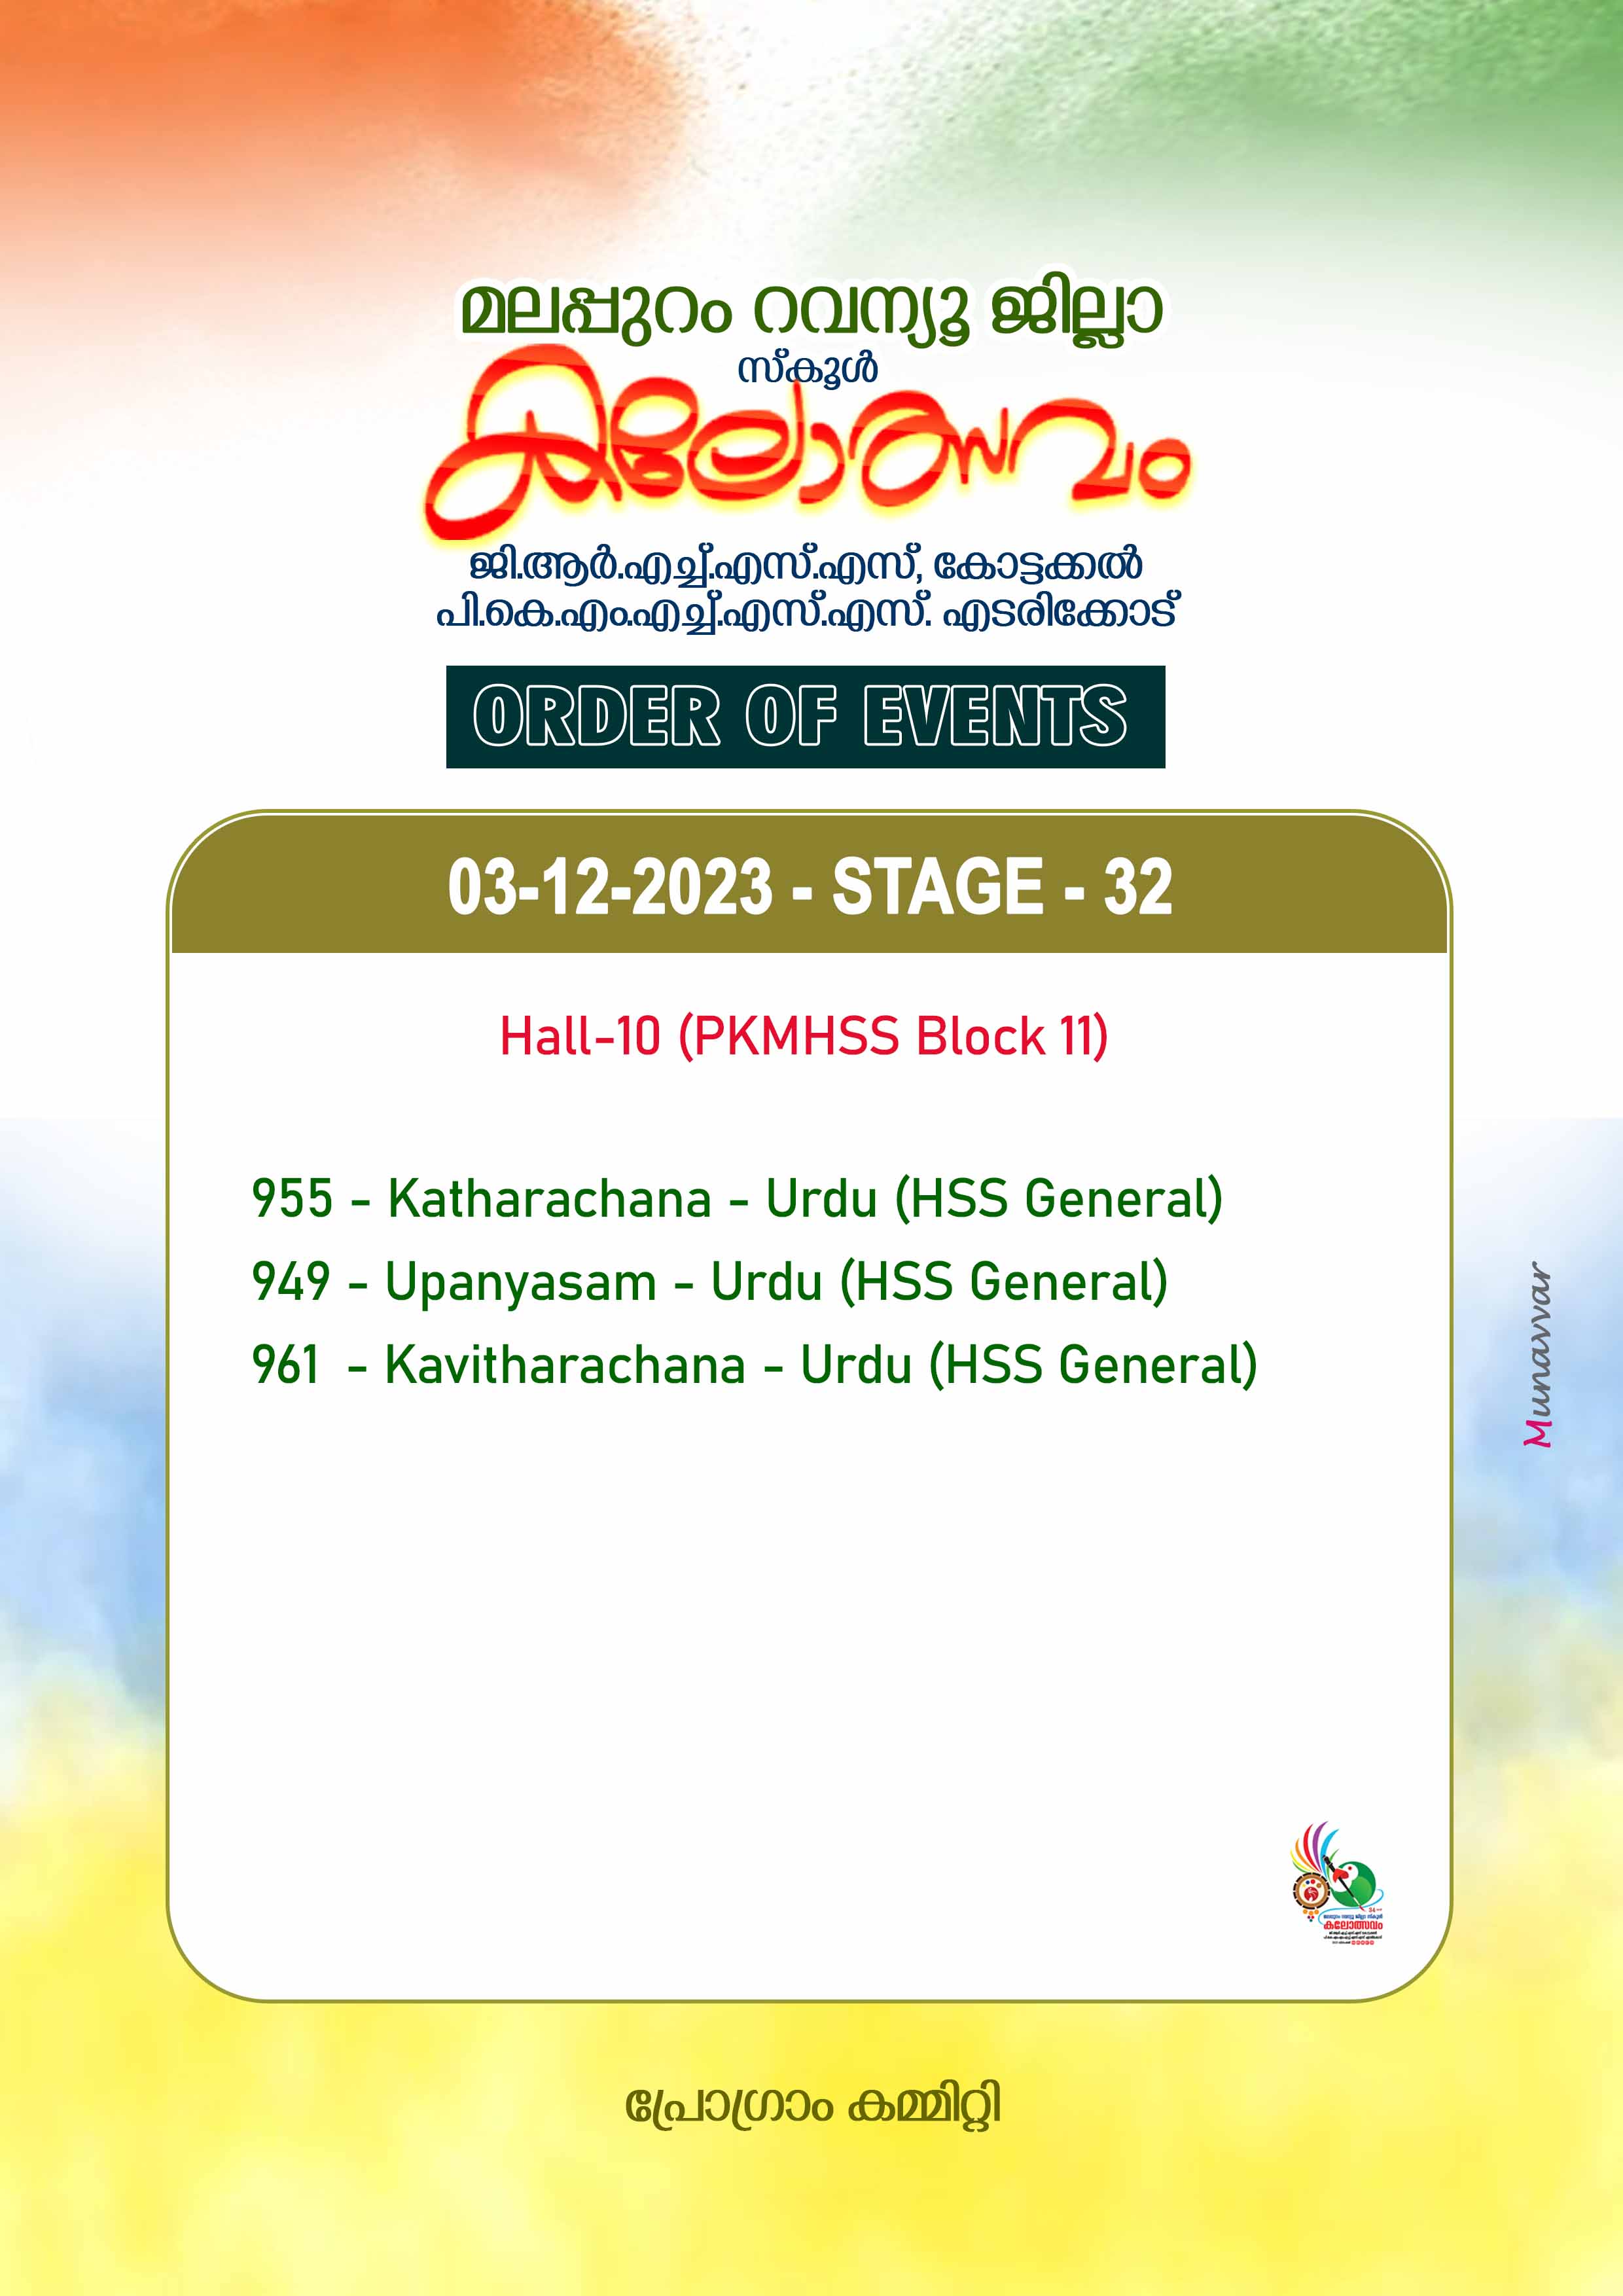 മലപ്പുറം റവന്യൂ ജില്ലാ
സ്കൂൾ
കലോത്സവം
ജി.ആർ.എച്ച്.എസ്.എസ്, കോട്ടക്കൽ
പി.കെ.എം.എച്ച്.എസ്.എസ്. എടരിക്കോട്
ORDER OF EVENTS
03-12-2023 - STAGE - 32
Hall-10 (PKMHSS Block 11)
955 - Katharachana - Urdu (HSS General)
949 - Upanyasam - Urdu (HSS General)
961 - Kavitharachana - Urdu (HSS General)
Munavvar
കലോത്സവം
പ്രോഗ്രാം കമ്മിറ്റി